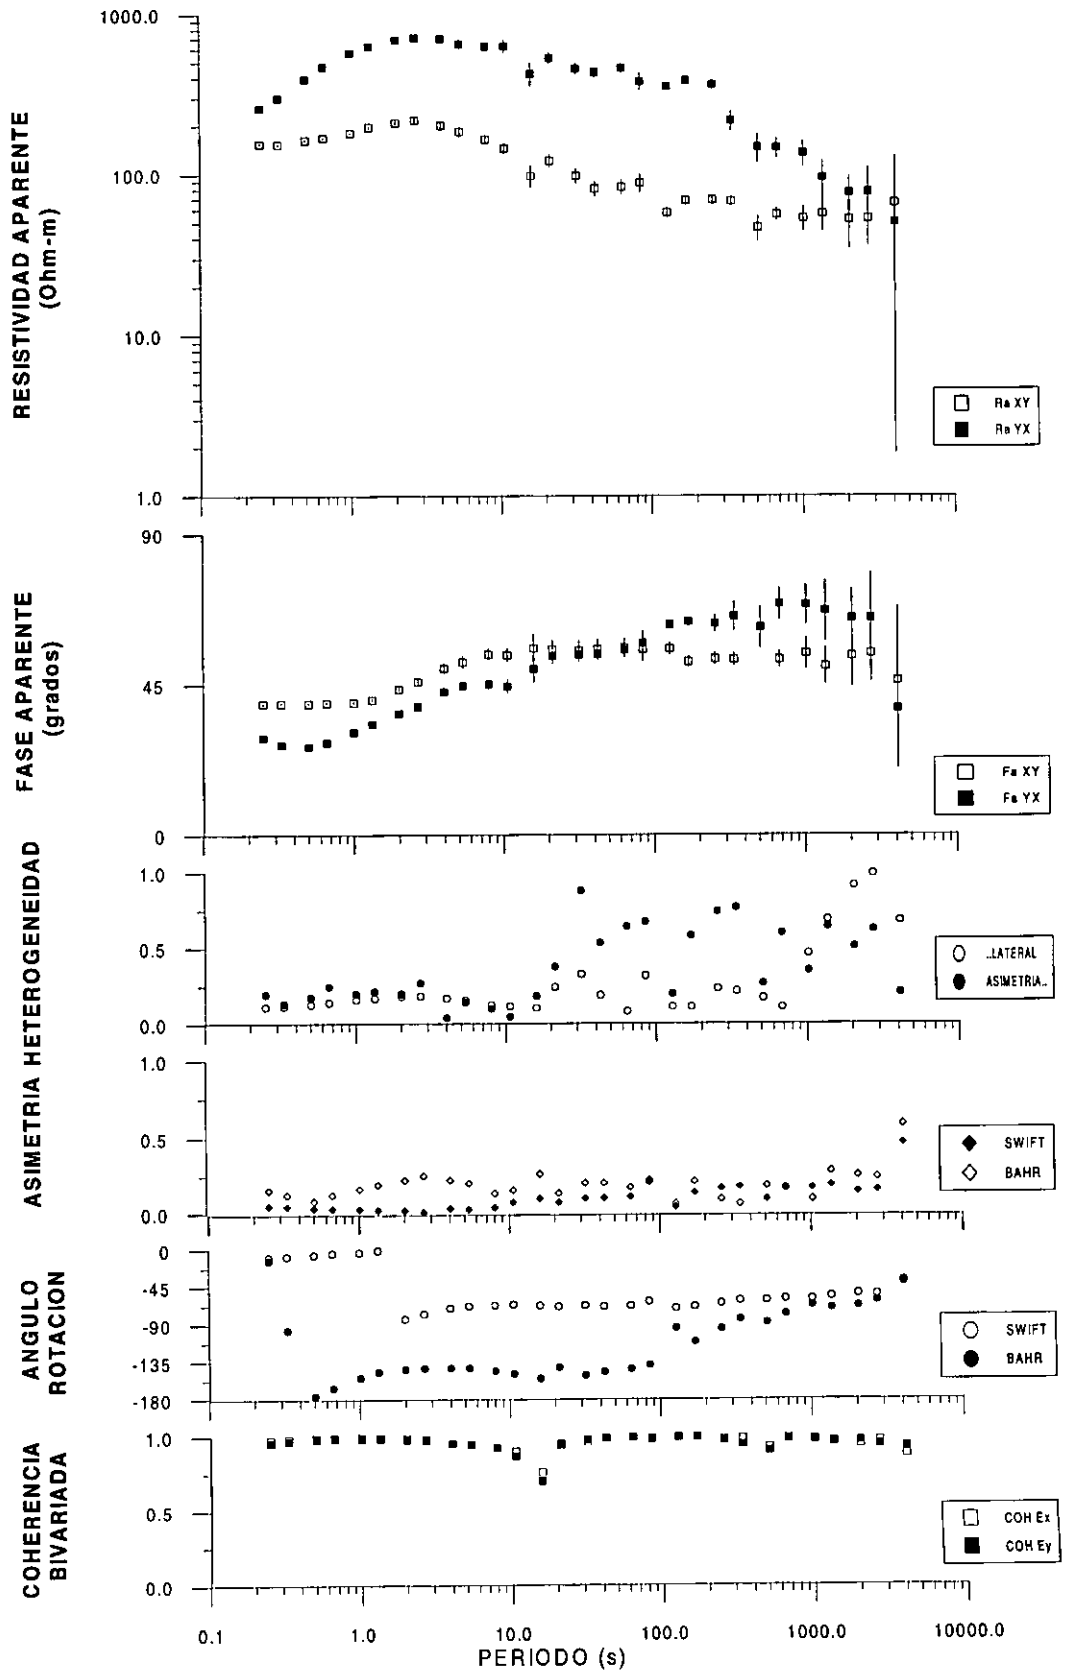 RESISTIVIDAD APARENTE
(Ohm-m)
1000.0
100.0
10.0
1.0
Ra XY
Ra YX
FASE APARENTE
(grados)
90
45
0
Fa XY
Fa YX
ASIMETRIA HETEROGENEIDAD
1.0
0.5
0.0
..LATERAL
ASIMETRIA..
1.0
0.5
0.0
SWIFT
BAHR
ANGULO
ROTACION
0
-45
-90
-135
-180
SWIFT
BAHR
COHERENCIA
BIVARIADA
1.0
0.5
0.0
COH Ex
COH Ey
0.1
1.0
10.0
100.0
1000.0
10000.0
PERIODO (s)